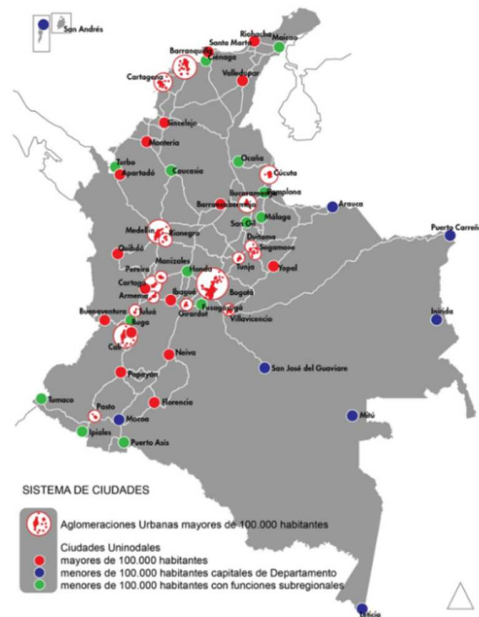 San Andrés
Riohacha
Santa Marta
Maicao
Barranquilla
Ciénaga
Cartagena
Valledupar
Sincelejo
Montería
Turbo
Apartadó
Caucasia
Ocaña
Cúcuta
Bucaramanga
Pamplona
Barrancabermeja
Arauca
San Gil
Málaga
Puerto Carreño
Medellín
Rionegro
Duitama
Sogamoso
Quibdó
Manizales
Honda
Tunja
Yopal
Pereira
Cartago
Bogotá
Armenia
Ibagué
Fusagasugá
Buenaventura
Tuluá
Girardot
Villavicencio
Inírida
Buga
Cali
Neiva
San José del Guaviare
Popayán
Tumaco
Florencia
Mitú
Pasto
Mocoa
Ipiales
Puerto Asís
SISTEMA DE CIUDADES
Aglomeraciones Urbanas mayores de 100.000 habitantes
Ciudades Uninodales
mayores de 100.000 habitantes
menores de 100.000 habitantes capitales de Departamento
menores de 100.000 habitantes con funciones subregionales
Leticia